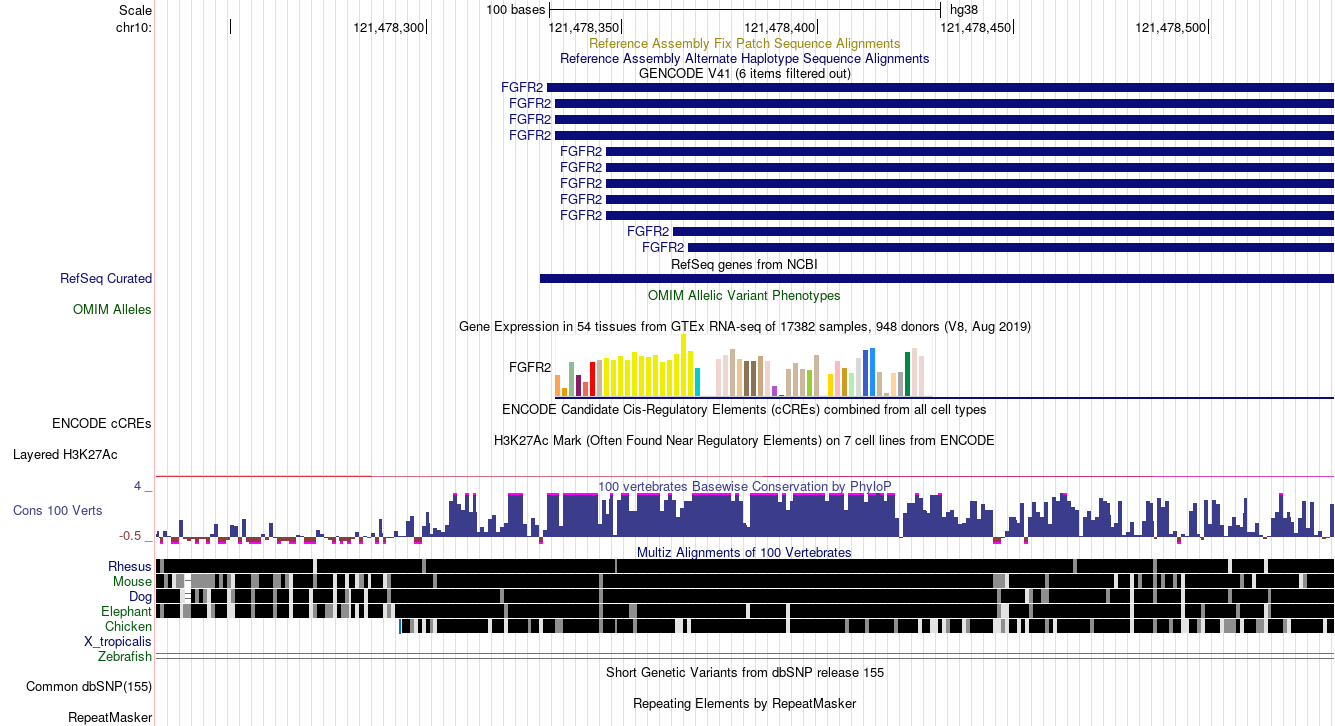 Scale 100 bases hg38
chr10: 121,478,300 121,478,350 121,478,400 121,478,450 121,478,500
Reference Assembly Fix Patch Sequence Alignments
Reference Assembly Alternate Haplotype Sequence Alignments
GENCODE V41 (6 items filtered out)
FGFR2
FGFR2
FGFR2
FGFR2
FGFR2
FGFR2
FGFR2
FGFR2
FGFR2
FGFR2
FGFR2
RefSeq genes from NCBI
RefSeq Curated
OMIM Allelic Variant Phenotypes
OMIM Alleles
Gene Expression in 54 tissues from GTEx RNA-seq of 17382 samples, 948 donors (V8, Aug 2019)
FGFR2
ENCODE Candidate Cis-Regulatory Elements (cCREs) combined from all cell types
ENCODE cCREs
H3K27Ac Mark (Often Found Near Regulatory Elements) on 7 cell lines from ENCODE
Layered H3K27Ac
100 vertebrates Basewise Conservation by PhyloP
4 _
Cons 100 Verts
-0.5 _
Multiz Alignments of 100 Vertebrates
Rhesus
Mouse
Dog
Elephant
Chicken
X_tropicalis
Zebrafish
Short Genetic Variants from dbSNP release 155
Common dbSNP(155)
Repeating Elements by RepeatMasker
RepeatMasker